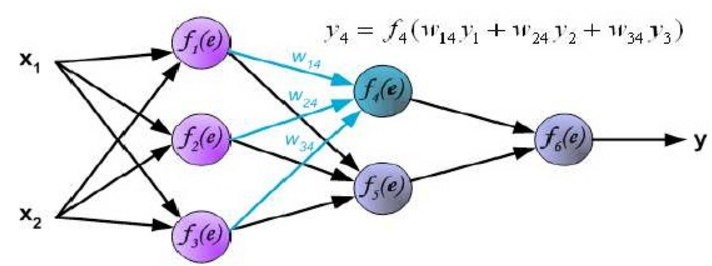 y₄ = f₄(w₁₄y₁ + w₂₄y₂ + w₃₄y₃)
f₁(e)
w₁₄
x₁
f₄(e)
w₂₄
f₂(e)
w₃₄
f₆(e)
y
f₅(e)
x₂
f₃(e)